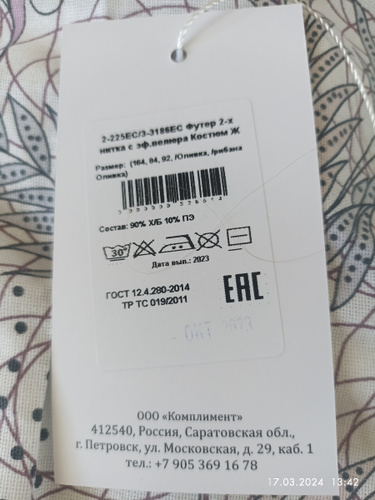 2-225ЕС/3-3186ЕС Футер 2-х
нитка с эф.велюра Костюм Ж
Размер: (164, 84, 92, /Оливка, /рибана
Оливка)
Состав: 90% Х/Б 10% ПЭ
30°
Дата вып.: 2023
ГОСТ 12.4.280-2014
ТР ТС 019/2011
ЕАС
ООО «Комплимент»
412540, Россия, Саратовская обл.,
г. Петровск, ул. Московская, д. 29, каб. 1
тел.: +7 905 369 16 78
17.03.2024 13:42